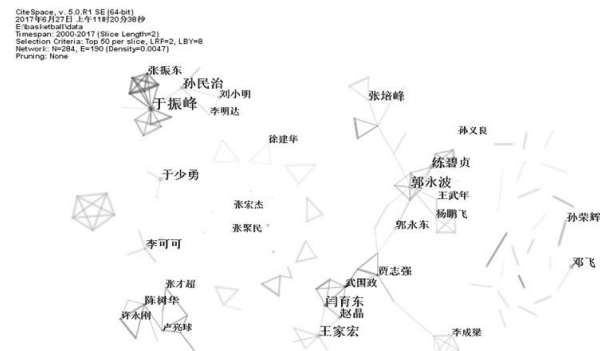 CiteSpace, v. 5.0.R1 SE (64-bit)
2017年6月27日 上午11时20分38秒
E:\basketball\data
Timespan: 2000-2017 (Slice Length=2)
Selection Criteria: Top 50 per slice, LRF=2, LBY=8
Network: N=284, E=190 (Density=0.0047)
Pruning: None
张振东
孙民治
刘小明
于振峰
李明达
张培峰
孙义良
徐建华
练碧贞
于少勇
郭永波
王武年
张宏杰
杨鹏飞
孙荣辉
张聚民
郭永东
李可可
邓飞
贾志强
张才超
武国政
陈树华
闫育东
许永刚
赵晶
卢亮球
王家宏
李成梁